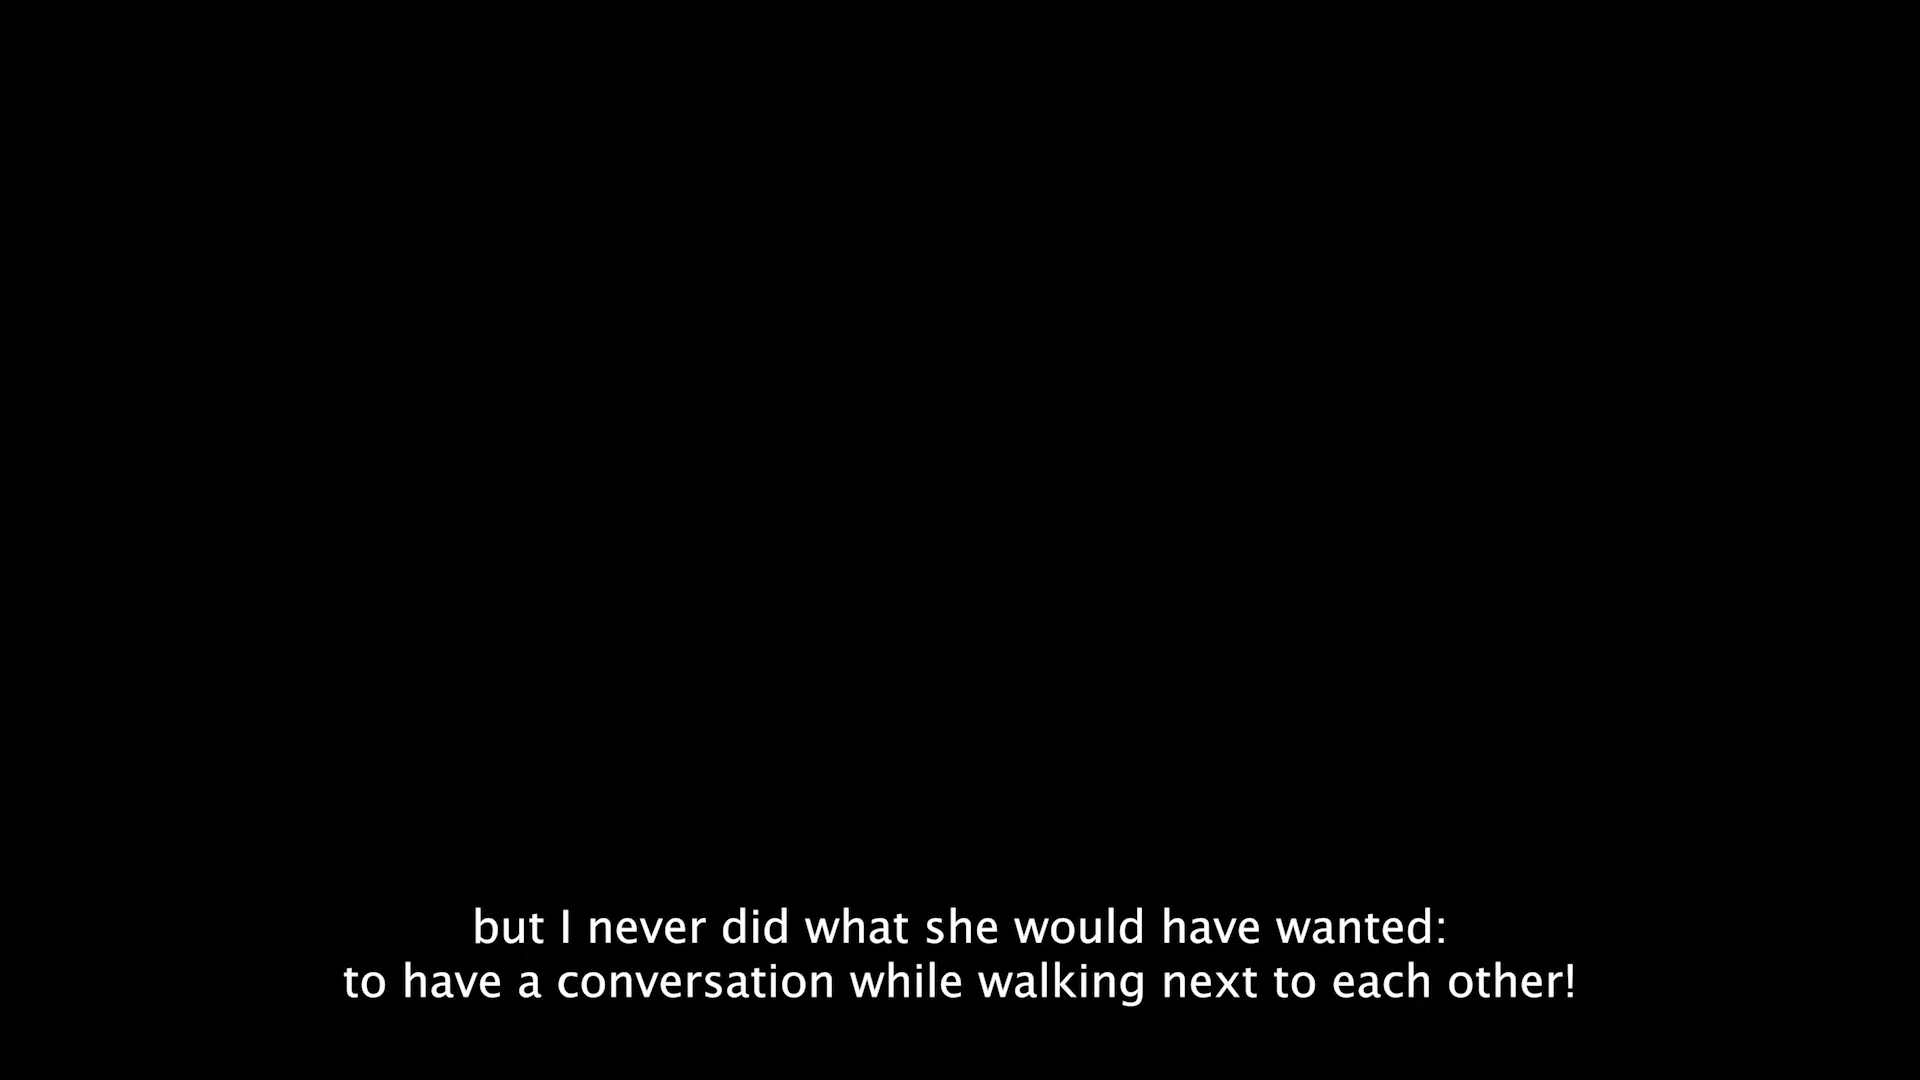 but I never did what she would have wanted:
to have a conversation while walking next to each other!